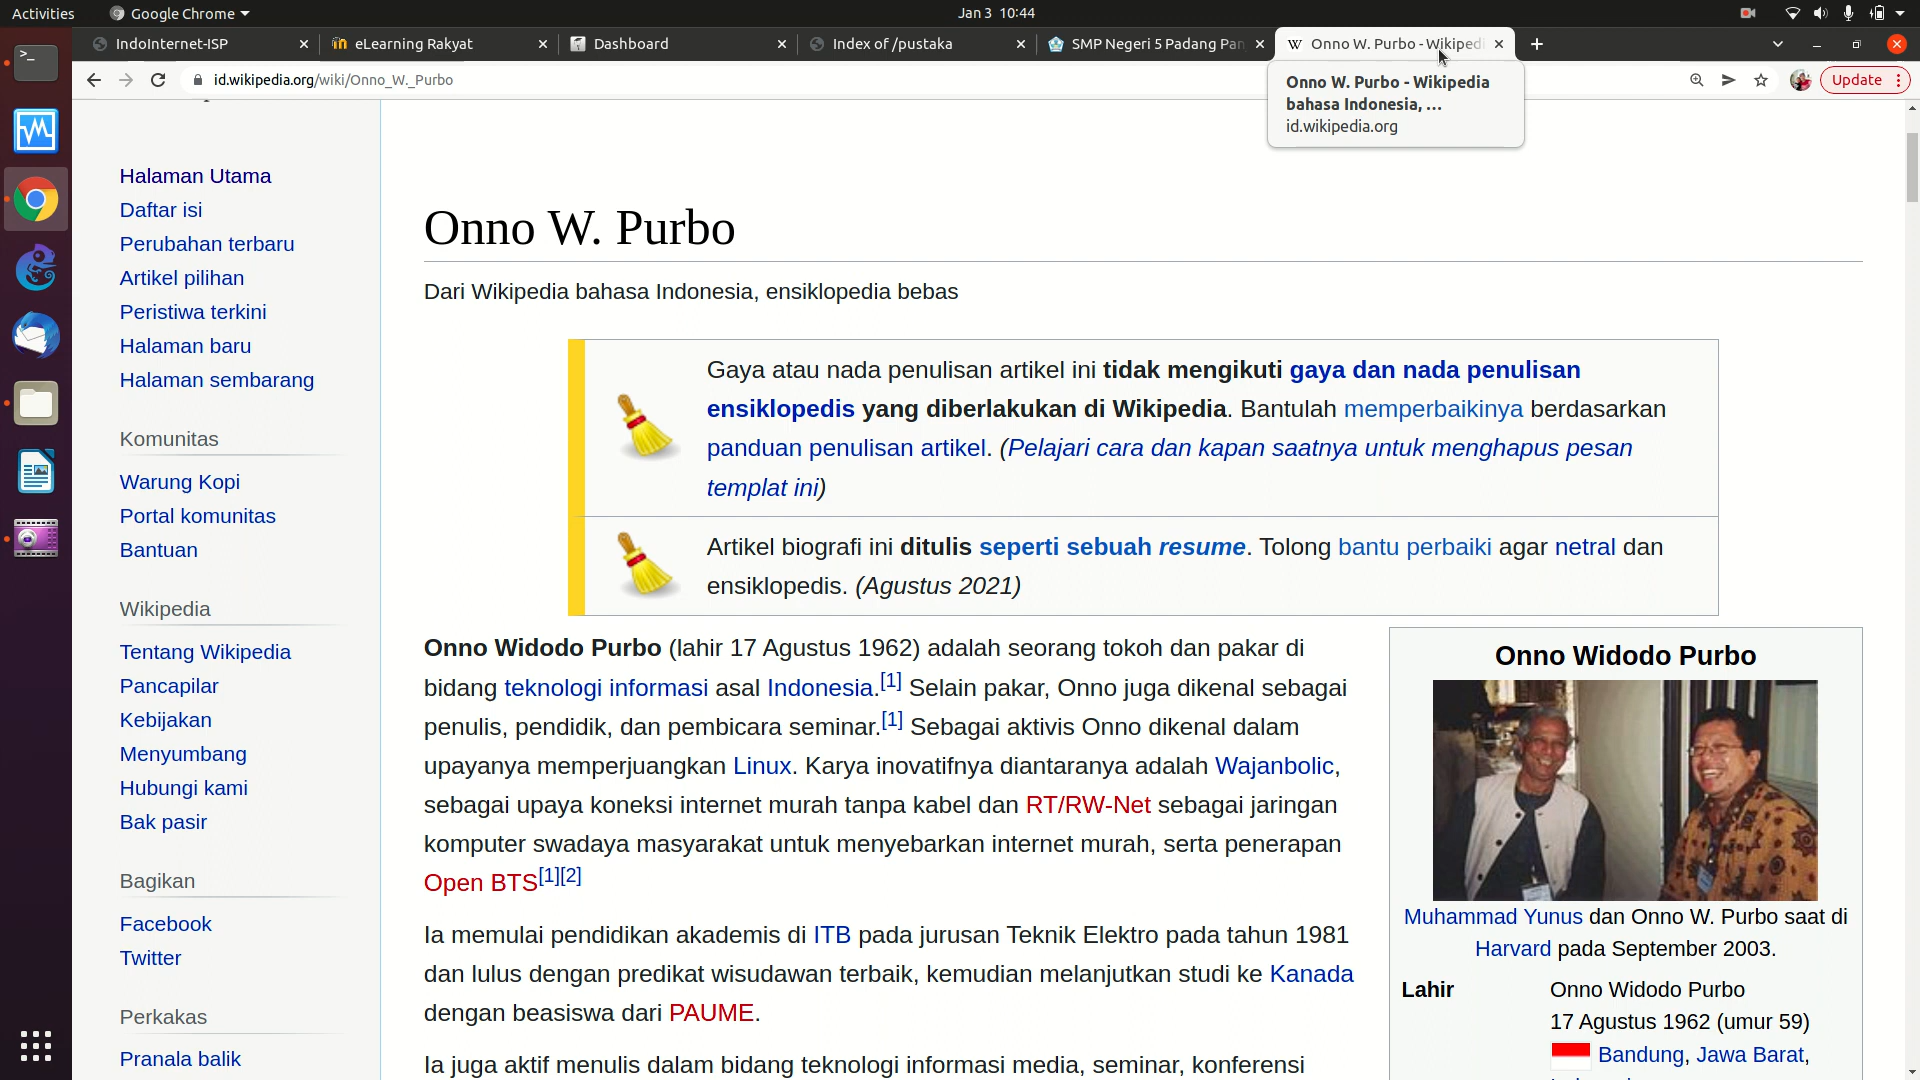 Activities
Google Chrome
Jan 3 10:44
IndoInternet-ISP
eLearning Rakyat
Dashboard
Index of /pustaka
SMP Negeri 5 Padang Pan
Onno W. Purbo - Wikiped
id.wikipedia.org/wiki/Onno_W._Purbo
Update
Onno W. Purbo - Wikipedia
bahasa Indonesia, ...
id.wikipedia.org
Halaman Utama
Daftar isi
Perubahan terbaru
Artikel pilihan
Peristiwa terkini
Halaman baru
Halaman sembarang
Komunitas
Warung Kopi
Portal komunitas
Bantuan
Wikipedia
Tentang Wikipedia
Pancapilar
Kebijakan
Menyumbang
Hubungi kami
Bak pasir
Bagikan
Facebook
Twitter
Perkakas
Pranala balik
Onno W. Purbo
Dari Wikipedia bahasa Indonesia, ensiklopedia bebas
Gaya atau nada penulisan artikel ini tidak mengikuti gaya dan nada penulisan
ensiklopedis yang diberlakukan di Wikipedia. Bantulah memperbaikinya berdasarkan
panduan penulisan artikel. (Pelajari cara dan kapan saatnya untuk menghapus pesan
templat ini)
Artikel biografi ini ditulis seperti sebuah resume. Tolong bantu perbaiki agar netral dan
ensiklopedis. (Agustus 2021)
Onno Widodo Purbo (lahir 17 Agustus 1962) adalah seorang tokoh dan pakar di
bidang teknologi informasi asal Indonesia.[1] Selain pakar, Onno juga dikenal sebagai
penulis, pendidik, dan pembicara seminar.[1] Sebagai aktivis Onno dikenal dalam
upayanya memperjuangkan Linux. Karya inovatifnya diantaranya adalah Wajanbolic,
sebagai upaya koneksi internet murah tanpa kabel dan RT/RW-Net sebagai jaringan
komputer swadaya masyarakat untuk menyebarkan internet murah, serta penerapan
Open BTS[1][2]
Ia memulai pendidikan akademis di ITB pada jurusan Teknik Elektro pada tahun 1981
dan lulus dengan predikat wisudawan terbaik, kemudian melanjutkan studi ke Kanada
dengan beasiswa dari PAUME.
Ia juga aktif menulis dalam bidang teknologi informasi media, seminar, konferensi
Onno Widodo Purbo
Muhammad Yunus dan Onno W. Purbo saat di
Harvard pada September 2003.
Lahir
Onno Widodo Purbo
17 Agustus 1962 (umur 59)
Bandung, Jawa Barat,